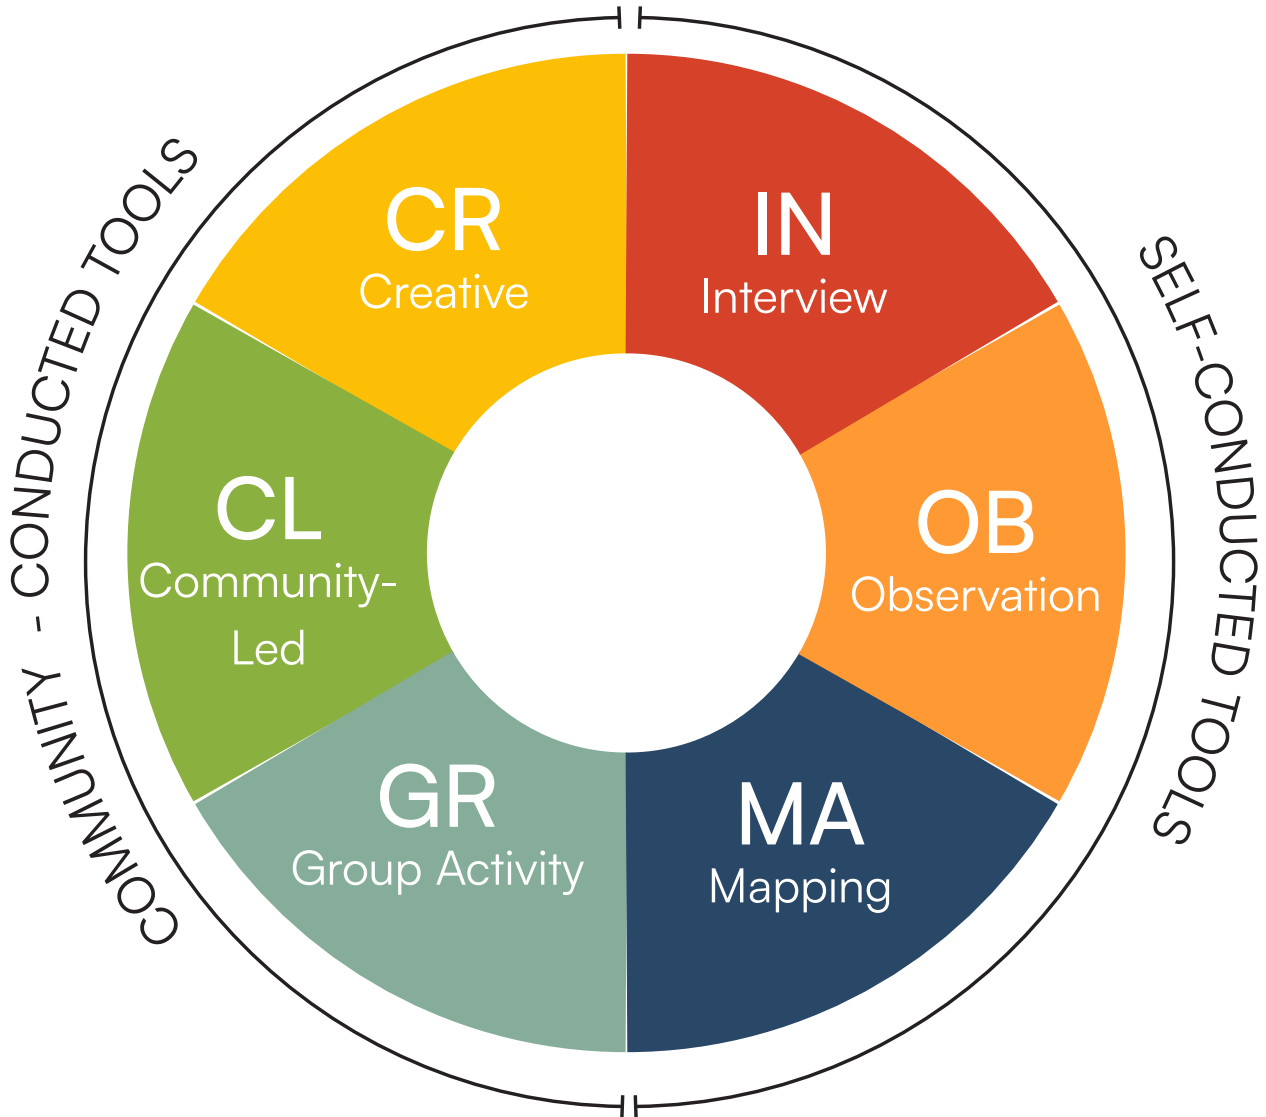 COMMUNITY - CONDUCTED TOOLS
SELF-CONDUCTED TOOLS
CR
Creative
IN
Interview
CL
Community-
Led
OB
Observation
GR
Group Activity
MA
Mapping